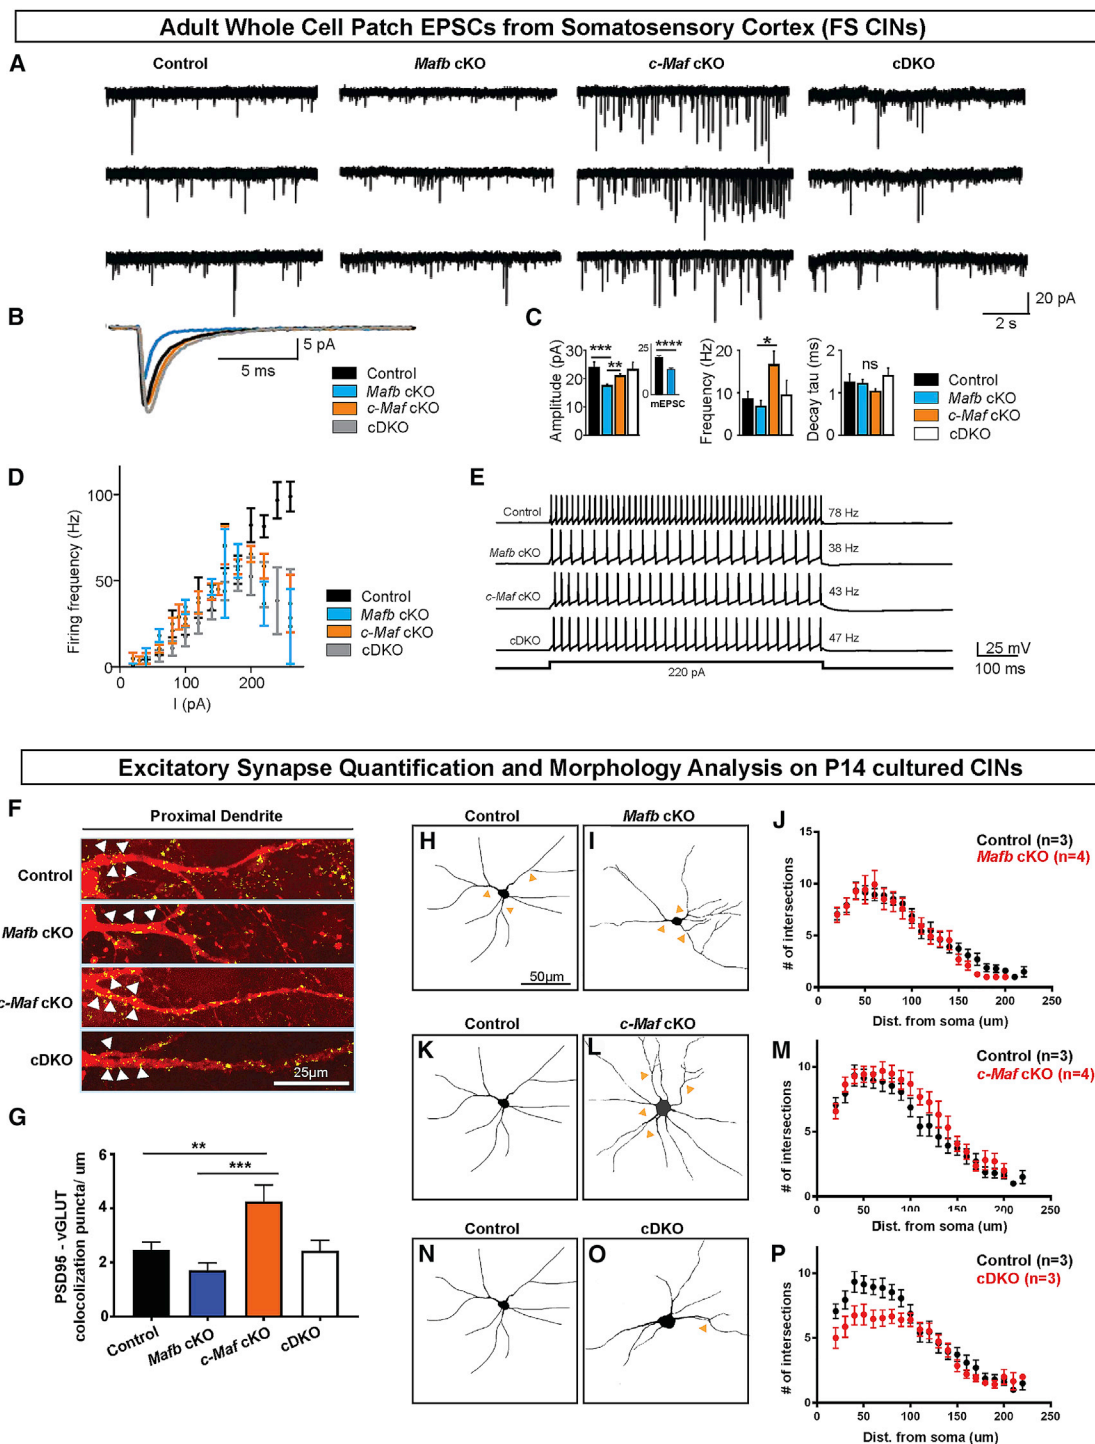 Adult Whole Cell Patch EPSCs from Somatosensory Cortex (FS CINs)
A
Control
Mafb cKO
c-Maf cKO
cDKO
20 pA
2 s
B
5 pA
5 ms
Control
Mafb cKO
c-Maf cKO
cDKO
C
Amplitude (pA)
30
20
10
0
***
**
25
0
****
mEPSC
Frequency (Hz)
20
10
0
*
Decay tau (ms)
2
1
0
ns
Control
Mafb cKO
c-Maf cKO
cDKO
D
Firing frequency (Hz)
100
50
0
0
100
200
I (pA)
Control
Mafb cKO
c-Maf cKO
cDKO
E
Control
78 Hz
Mafb cKO
38 Hz
c-Maf cKO
43 Hz
cDKO
47 Hz
220 pA
25 mV
100 ms
Excitatory Synapse Quantification and Morphology Analysis on P14 cultured CINs
F
Proximal Dendrite
Control
Mafb cKO
c-Maf cKO
cDKO
25µm
G
PSD95 - vGLUT
colocolization puncta/ um
6
4
2
0
**
***
Control
Mafb cKO
c-Maf cKO
cDKO
H
Control
50µm
I
Mafb cKO
J
Control (n=3)
Mafb cKO (n=4)
# of intersections
15
10
5
0
0
50
100
150
200
250
Dist. from soma (um)
K
Control
L
c-Maf cKO
M
Control (n=3)
c-Maf cKO (n=4)
# of intersections
10
5
0
0
50
100
150
200
250
Dist. from soma (um)
N
Control
O
cDKO
P
Control (n=3)
cDKO (n=3)
# of intersections
10
5
0
0
50
100
150
200
250
Dist. from soma (um)